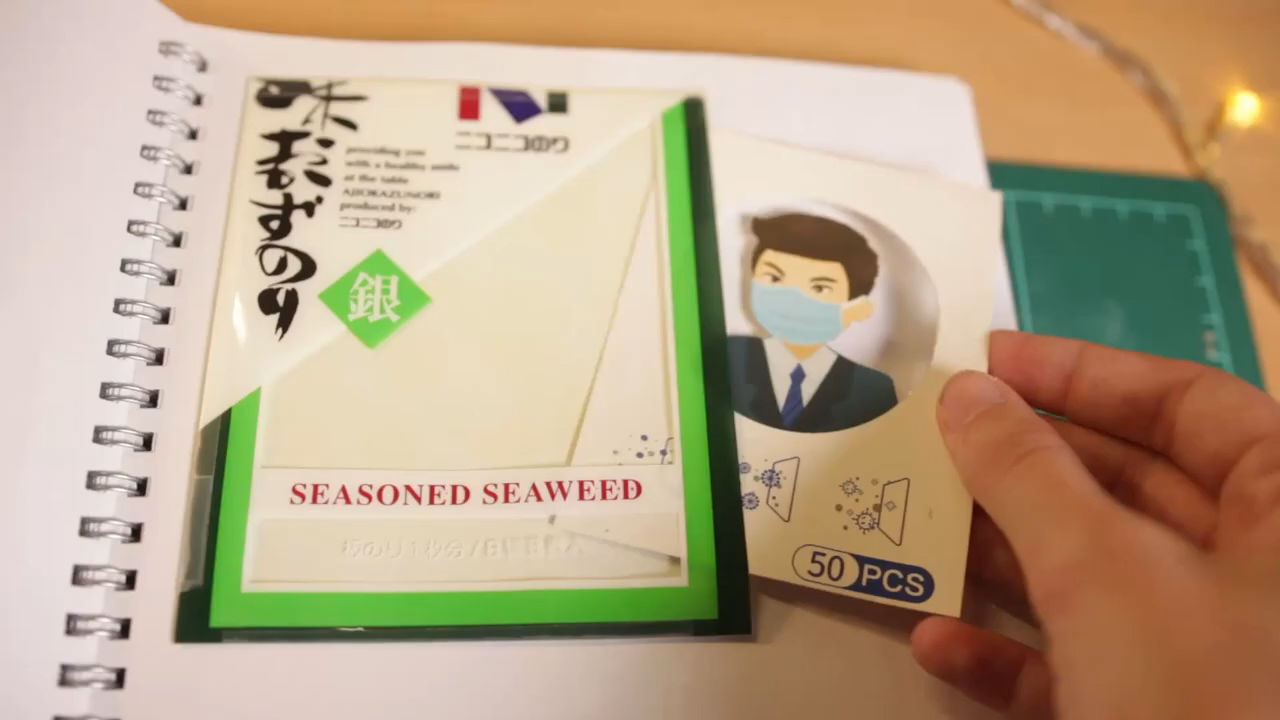 味おかずのり
ニコニコのり
providing you
with a healthy smile
at the table.
AJIOKAZUNORI
produced by:
ニコニコのり
銀
SEASONED SEAWEED
50 PCS